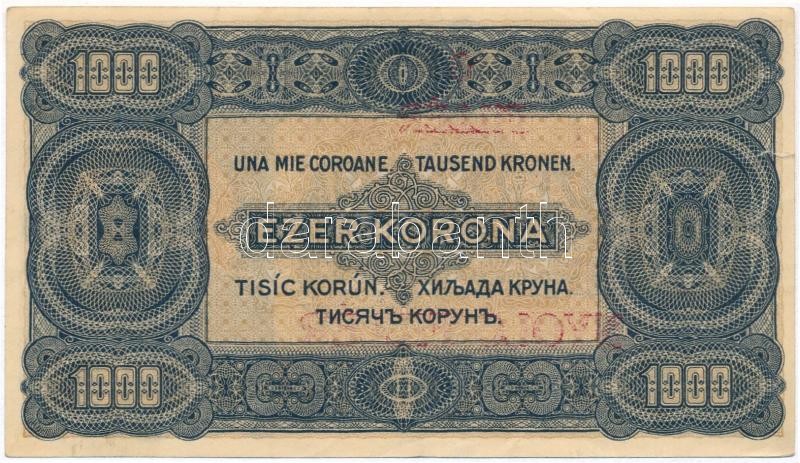 1000 1000
UNA MIE COROANE. TAUSEND KRONEN.
EZER KORONA
TISÍC KORÚN. ХИЉАДА КРУНА.
ТИСЯЧЪ КОРУНЪ.
1000 1000